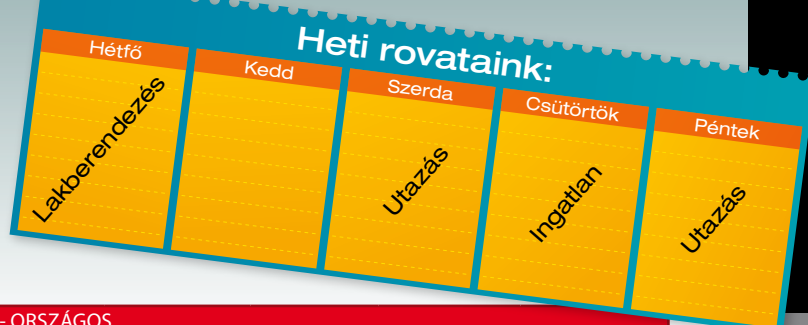 Heti rovataink:
Hétfő
Kedd
Szerda
Csütörtök
Péntek
Lakberendezés
Utazás
Ingatlan
Utazás
- ORSZÁGOS